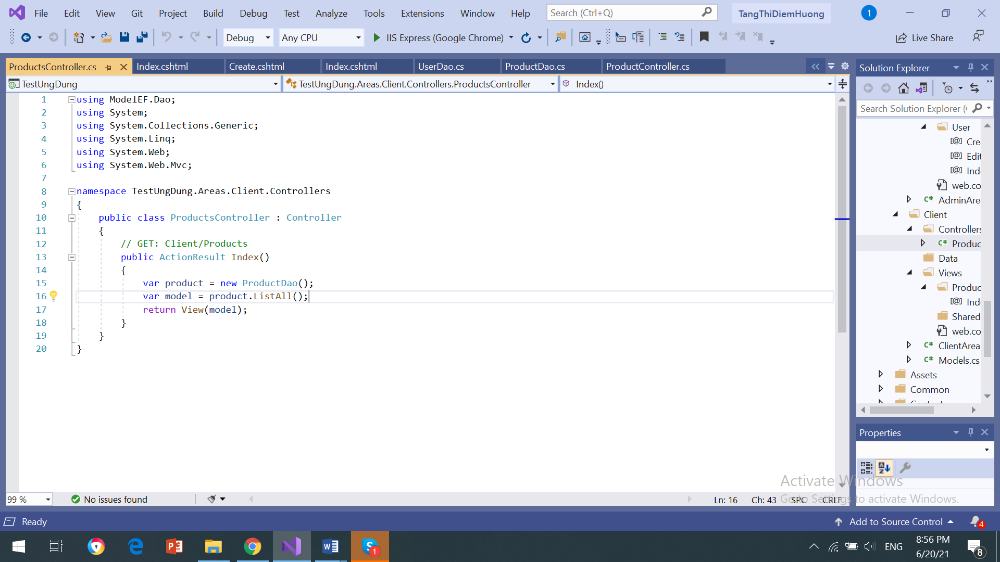 File Edit View Git Project Build Debug Test Analyze Tools Extensions Window Help Search (Ctrl+Q) TangThiDiemHuong 1
Debug Any CPU IIS Express (Google Chrome) Live Share
ProductsController.cs Index.cshtml Create.cshtml Index.cshtml UserDao.cs ProductDao.cs ProductController.cs
TestUngDung TestUngDung.Areas.Client.Controllers.ProductsController Index()
1 using ModelEF.Dao;
2 using System;
3 using System.Collections.Generic;
4 using System.Linq;
5 using System.Web;
6 using System.Web.Mvc;
7
8 namespace TestUngDung.Areas.Client.Controllers
9 {
10 public class ProductsController : Controller
11 {
12 // GET: Client/Products
13 public ActionResult Index()
14 {
15 var product = new ProductDao();
16 var model = product.ListAll();
17 return View(model);
18 }
19 }
20 }
99 % No issues found Ln: 16 Ch: 43 SPC CRLF
Solution Explorer
Search Solution Explorer (
User
[@] Cre
[@] Edit
[@] Ind
web.co
C# AdminAre
Client
Controllers
C# Produc
Data
Views
Produc
[@] Ind
Shared
web.co
C# ClientArea
C# Models.cs
Assets
Common
Properties
Activate Windows
Go to Settings to activate Windows.
Ready Add to Source Control 4
1 ENG 8:56 PM
6/20/21 8